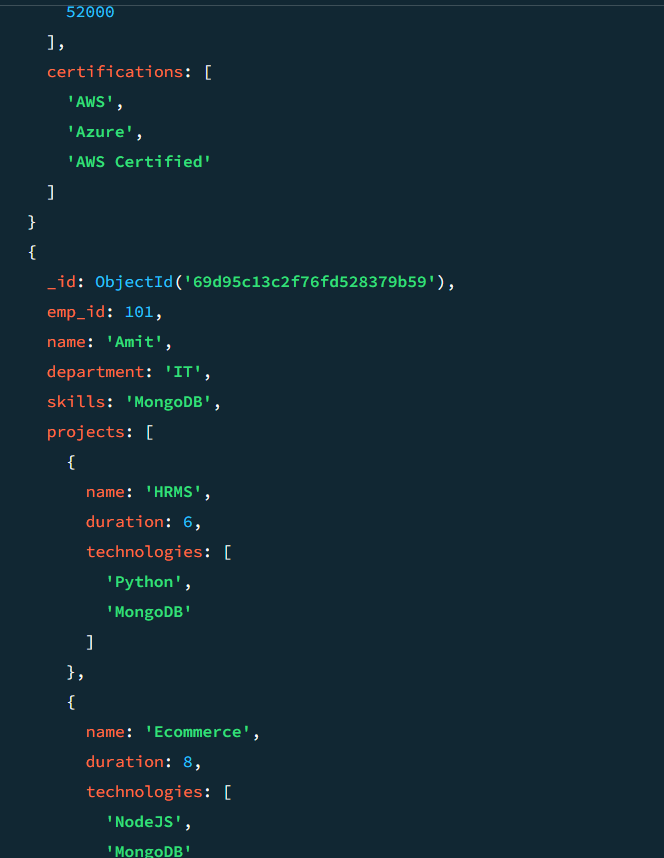 52000
],
certifications: [
'AWS',
'Azure',
'AWS Certified'
]
}
{
_id: ObjectId('69d95c13c2f76fd528379b59'),
emp_id: 101,
name: 'Amit',
department: 'IT',
skills: 'MongoDB',
projects: [
{
name: 'HRMS',
duration: 6,
technologies: [
'Python',
'MongoDB'
]
},
{
name: 'Ecommerce',
duration: 8,
technologies: [
'NodeJS',
'MongoDB'